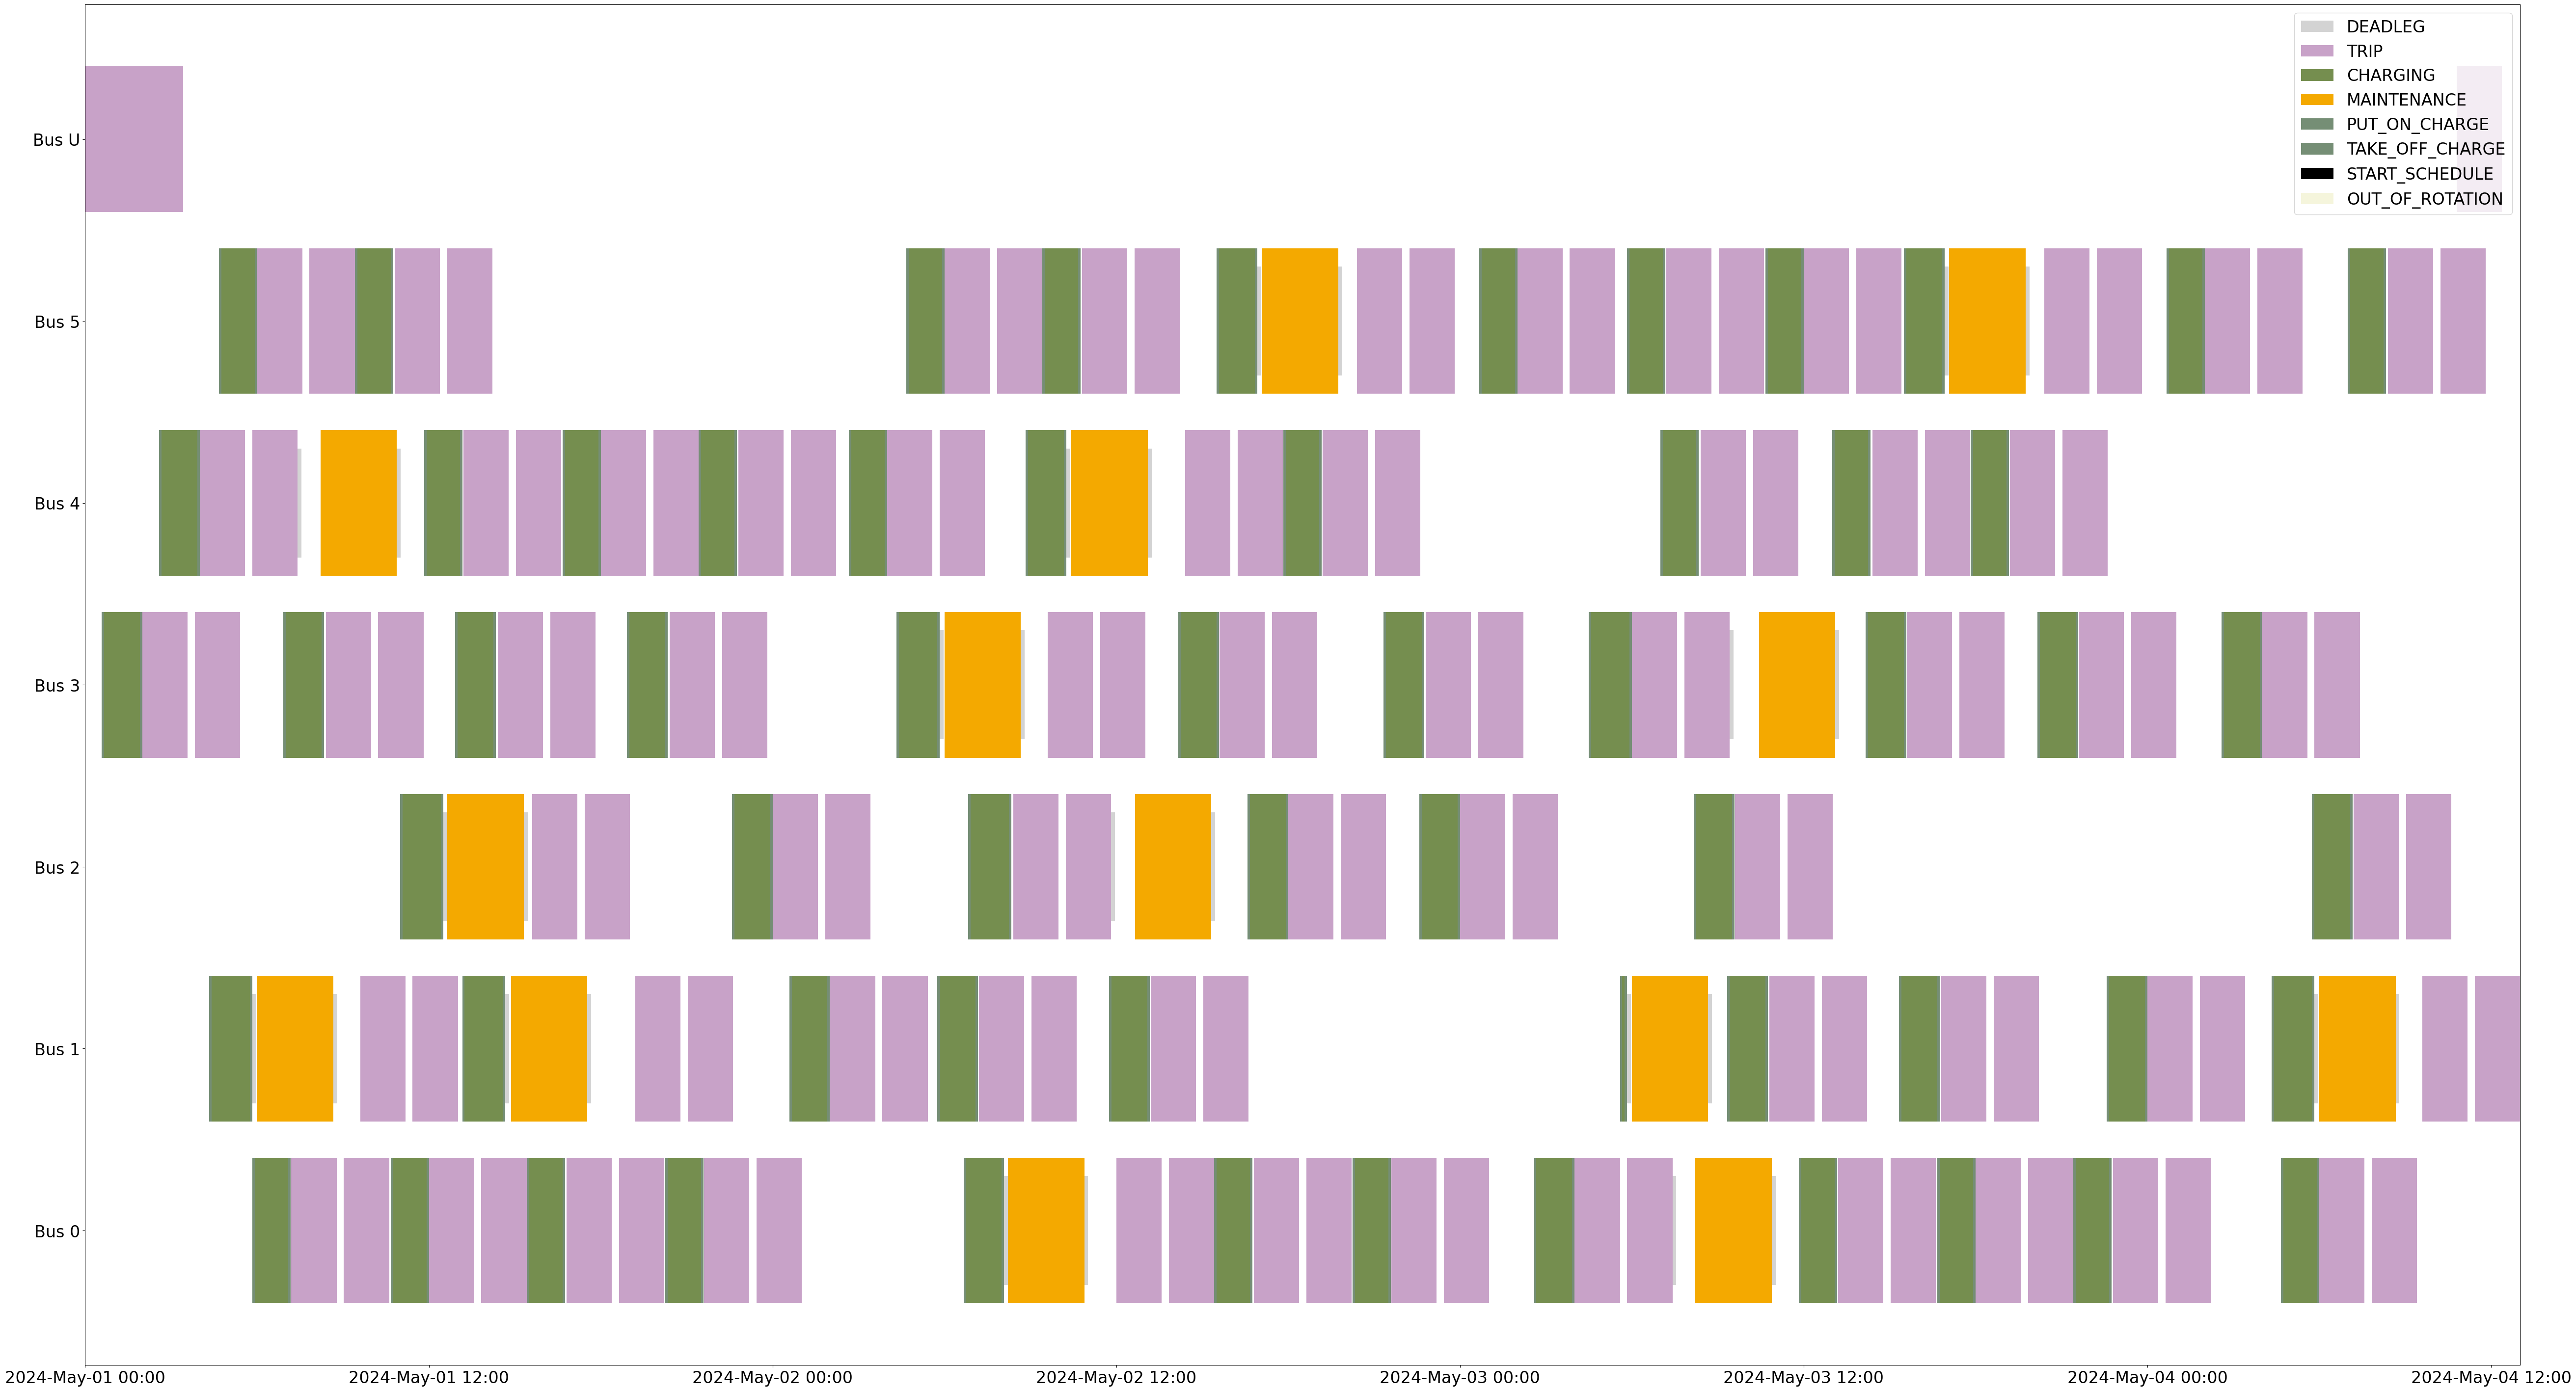 DEADLEG
TRIP
CHARGING
MAINTENANCE
PUT_ON_CHARGE
TAKE_OFF_CHARGE
START_SCHEDULE
OUT_OF_ROTATION
Bus U
Bus 5
Bus 4
Bus 3
Bus 2
Bus 1
Bus 0
2024-May-01 00:00 2024-May-01 12:00 2024-May-02 00:00 2024-May-02 12:00 2024-May-03 00:00 2024-May-03 12:00 2024-May-04 00:00 2024-May-04 12:00